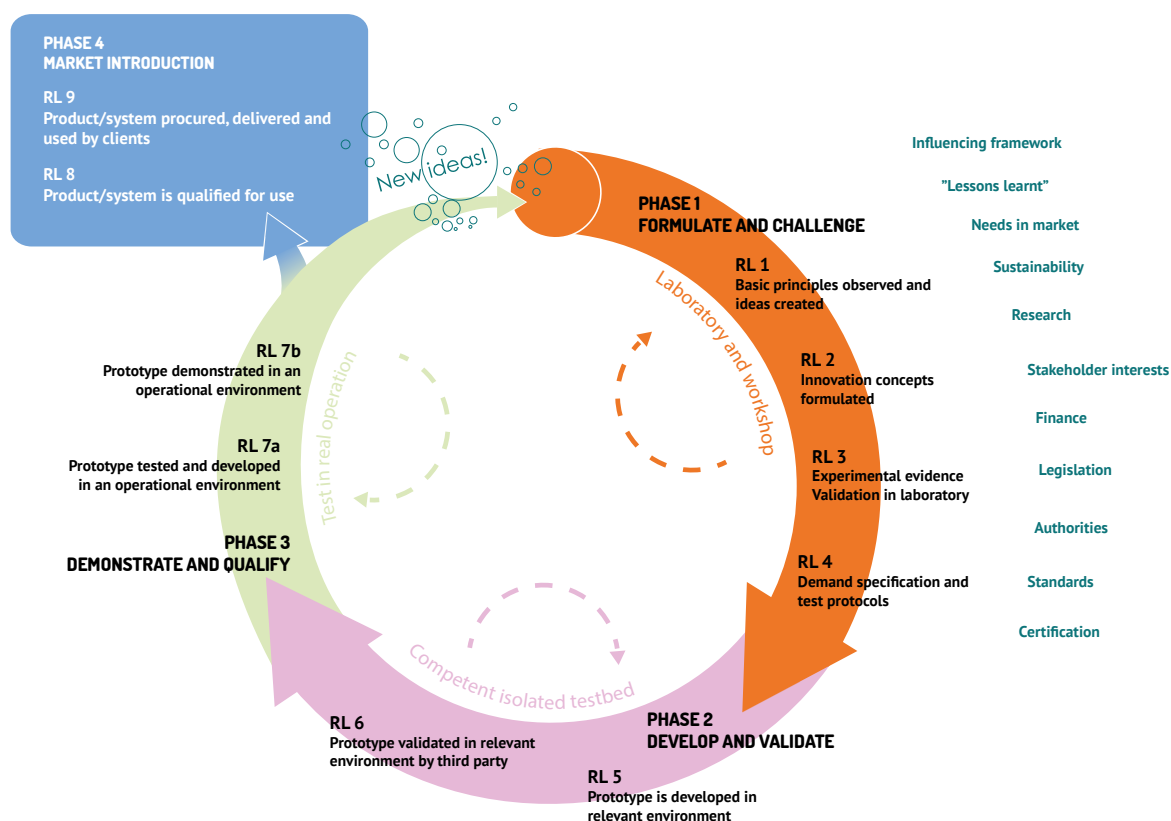 PHASE 4
MARKET INTRODUCTION
RL 9
Product/system procured, delivered and
used by clients
RL 8
Product/system is qualified for use
New ideas!
PHASE 1
FORMULATE AND CHALLENGE
RL 1
Basic principles observed and
ideas created
RL 2
Innovation concepts
formulated
RL 3
Experimental evidence
Validation in laboratory
RL 4
Demand specification and
test protocols
Laboratory and workshop
PHASE 2
DEVELOP AND VALIDATE
RL 5
Prototype is developed in
relevant environment
RL 6
Prototype validated in relevant
environment by third party
Competent isolated testbed
PHASE 3
DEMONSTRATE AND QUALIFY
RL 7a
Prototype tested and developed
in an operational environment
RL 7b
Prototype demonstrated in an
operational environment
Test in real operation
Influencing framework
”Lessons learnt”
Needs in market
Sustainability
Research
Stakeholder interests
Finance
Legislation
Authorities
Standards
Certification